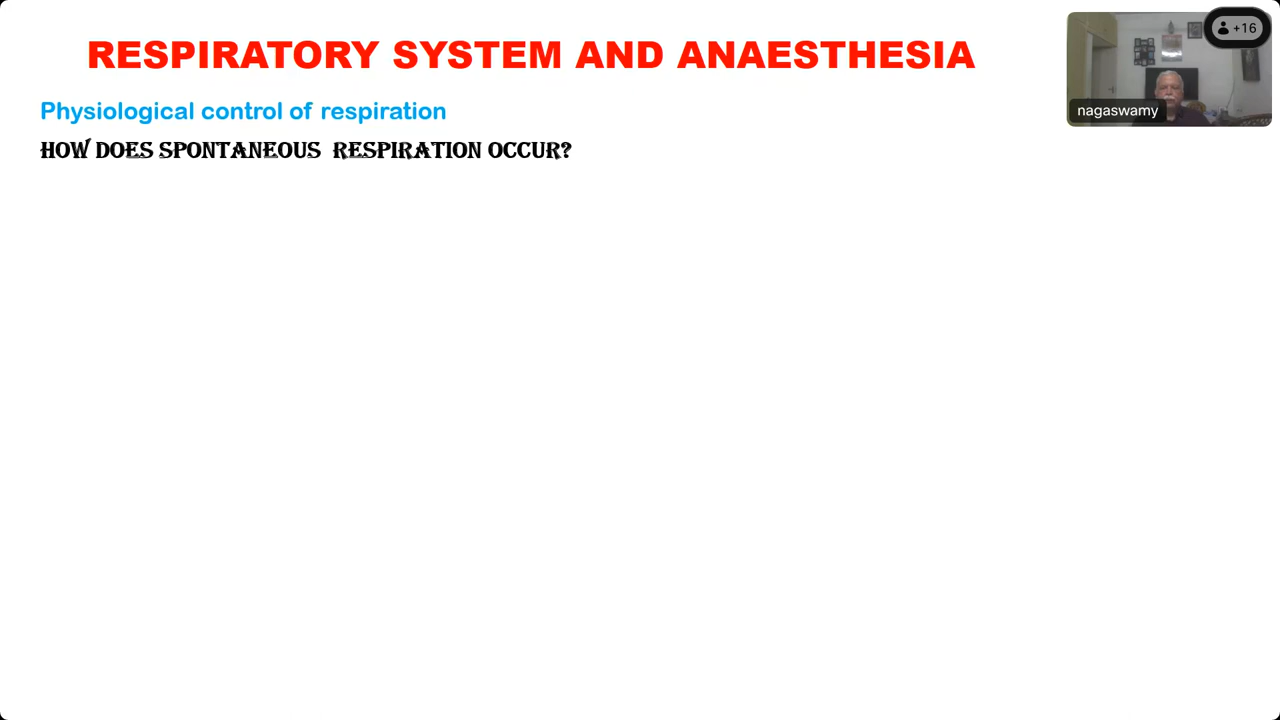 RESPIRATORY SYSTEM AND ANAESTHESIA
+16
nagaswamy
Physiological control of respiration
HOW DOES SPONTANEOUS RESPIRATION OCCUR?